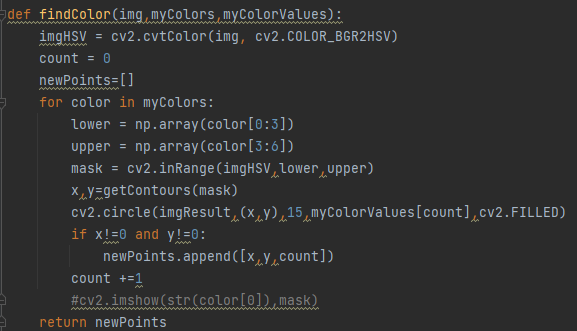 def findColor(img,myColors,myColorValues):
    imgHSV = cv2.cvtColor(img, cv2.COLOR_BGR2HSV)
    count = 0
    newPoints=[]
    for color in myColors:
        lower = np.array(color[0:3])
        upper = np.array(color[3:6])
        mask = cv2.inRange(imgHSV,lower,upper)
        x,y=getContours(mask)
        cv2.circle(imgResult,(x,y),15,myColorValues[count],cv2.FILLED)
        if x!=0 and y!=0:
            newPoints.append([x,y,count])
        count +=1
        #cv2.imshow(str(color[0]),mask)
    return newPoints